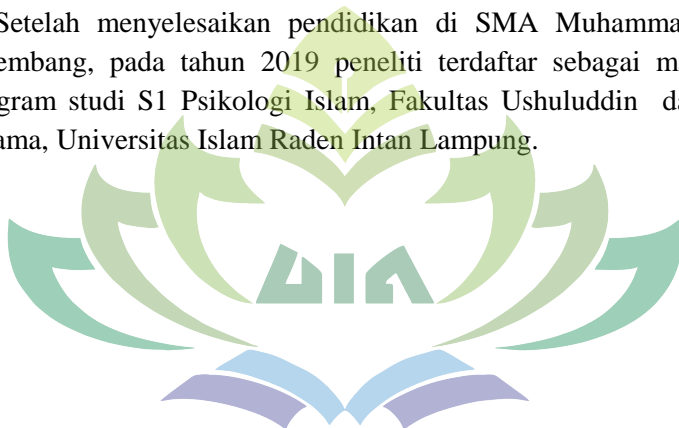 Setelah menyelesaikan pendidikan di SMA Muhamma
embang, pada tahun 2019 peneliti terdaftar sebagai m
gram studi S1 Psikologi Islam, Fakultas Ushuluddin da
ama, Universitas Islam Raden Intan Lampung.
UIN